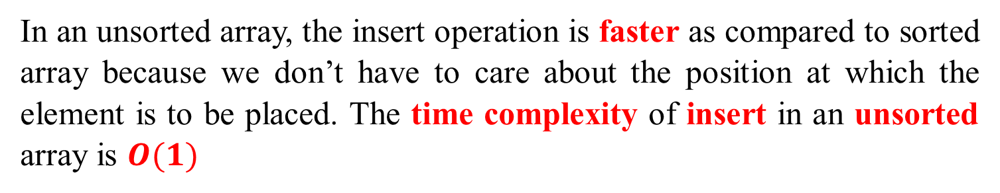 In an unsorted array, the insert operation is faster as compared to sorted
array because we don’t have to care about the position at which the
element is to be placed. The time complexity of insert in an unsorted
array is O(1)